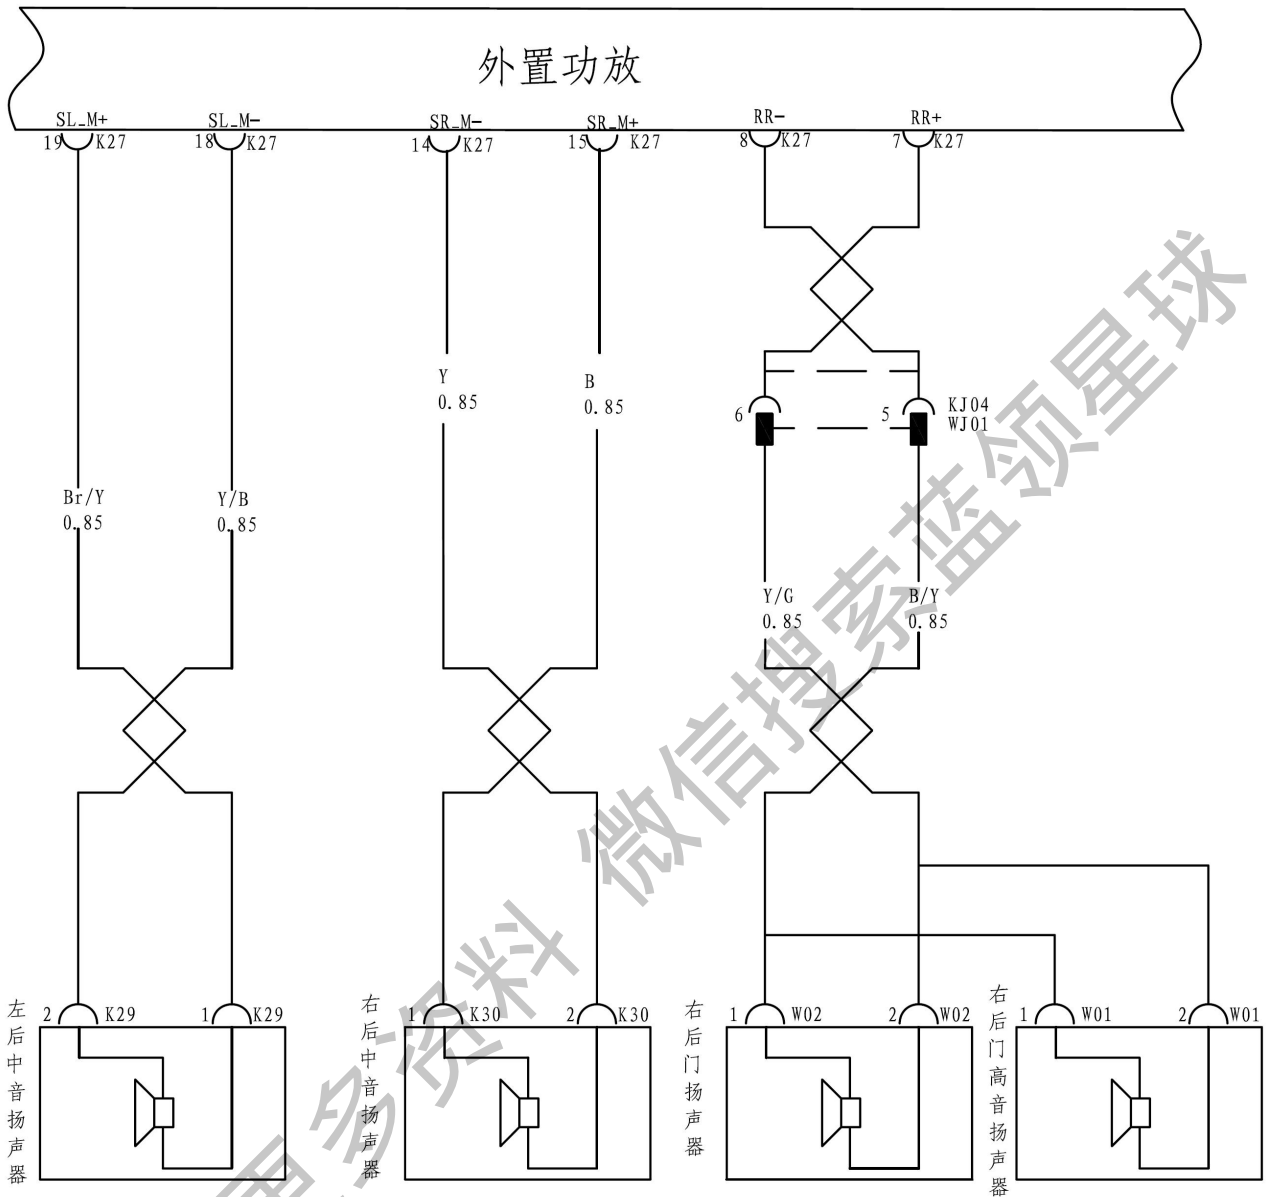 外置功放
SL_M+
SL_M-
SR_M-
SR_M+
RR-
RR+
19 K27
18 K27
14 K27
15 K27
8 K27
7 K27
Y
0.85
B
0.85
6
5
KJ04
WJ01
Br/Y
0.85
Y/B
0.85
Y/G
0.85
B/Y
0.85
左后中音扬声器
2 K29
1 K29
右后中音扬声器
1 K30
2 K30
右后门扬声器
1 W02
2 W02
右后门高音扬声器
1 W01
2 W01
更多资料 微信搜索蓝领星球